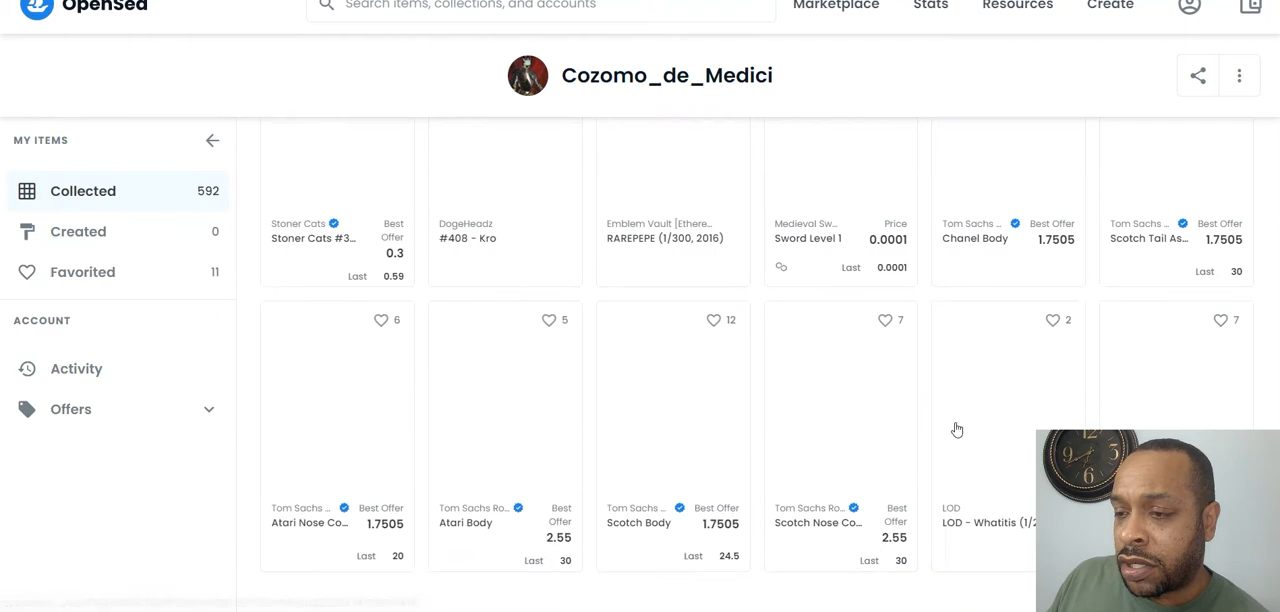 OpenSea
Search items, collections, and accounts
Marketplace
Stats
Resources
Create
Cozomo_de_Medici
MY ITEMS
Collected 592
Created 0
Favorited 11
ACCOUNT
Activity
Offers
Stoner Cats
Stoner Cats #3...
Best
Offer
0.3
Last 0.59
DogeHeadz
#408 - Kro
Emblem Vault [Ethere...
RAREPEPE (1/300, 2016)
Medieval Sw... Price
Sword Level 1 0.0001
Last 0.0001
Tom Sachs ... Best Offer
Chanel Body 1.7505
Tom Sachs ... Best Offer
Scotch Tail As... 1.7505
Last 30
6
Tom Sachs ... Best Offer
Atari Nose Co... 1.7505
Last 20
5
Tom Sachs Ro... Best
Atari Body Offer
2.55
Last 30
12
Tom Sachs ... Best Offer
Scotch Body 1.7505
Last 24.5
7
Tom Sachs Ro... Best
Scotch Nose Co... Offer
2.55
Last 30
2
LOD
LOD - Whatitis (1/2
7
12
3
6
9